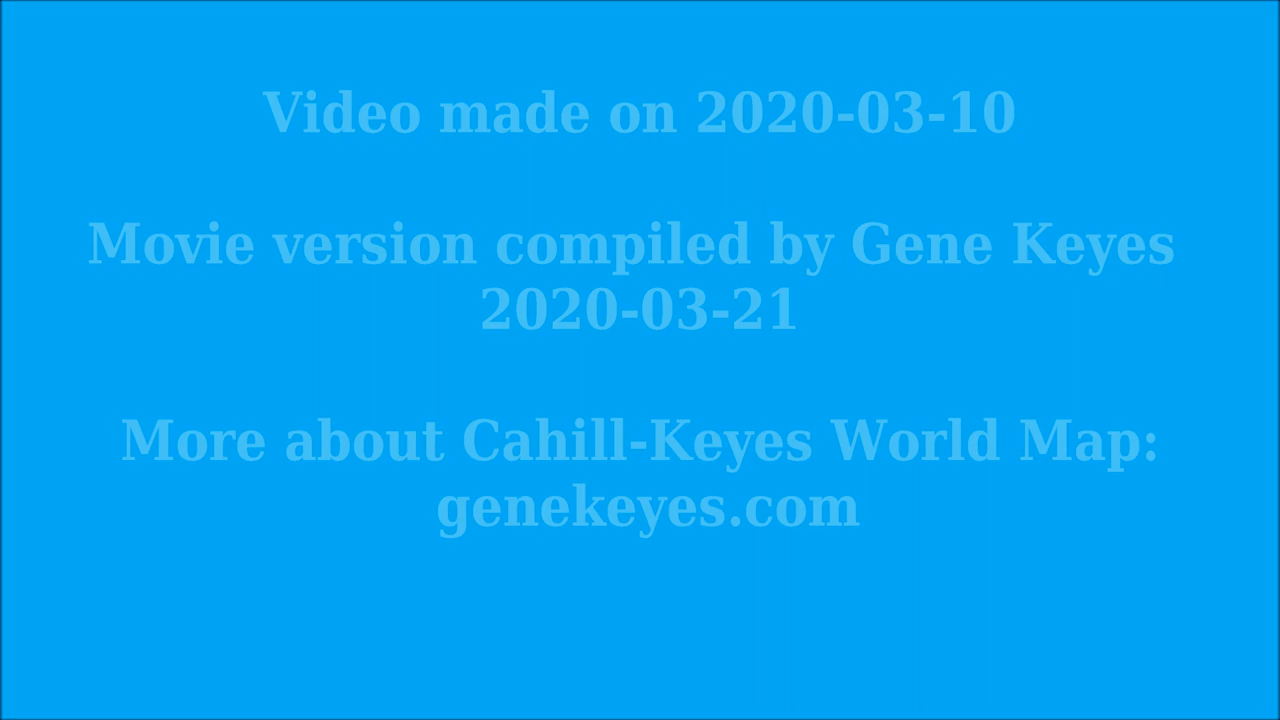 Video made on 2020-03-10
Movie version compiled by Gene Keyes
2020-03-21
More about Cahill-Keyes World Map:
genekeyes.com